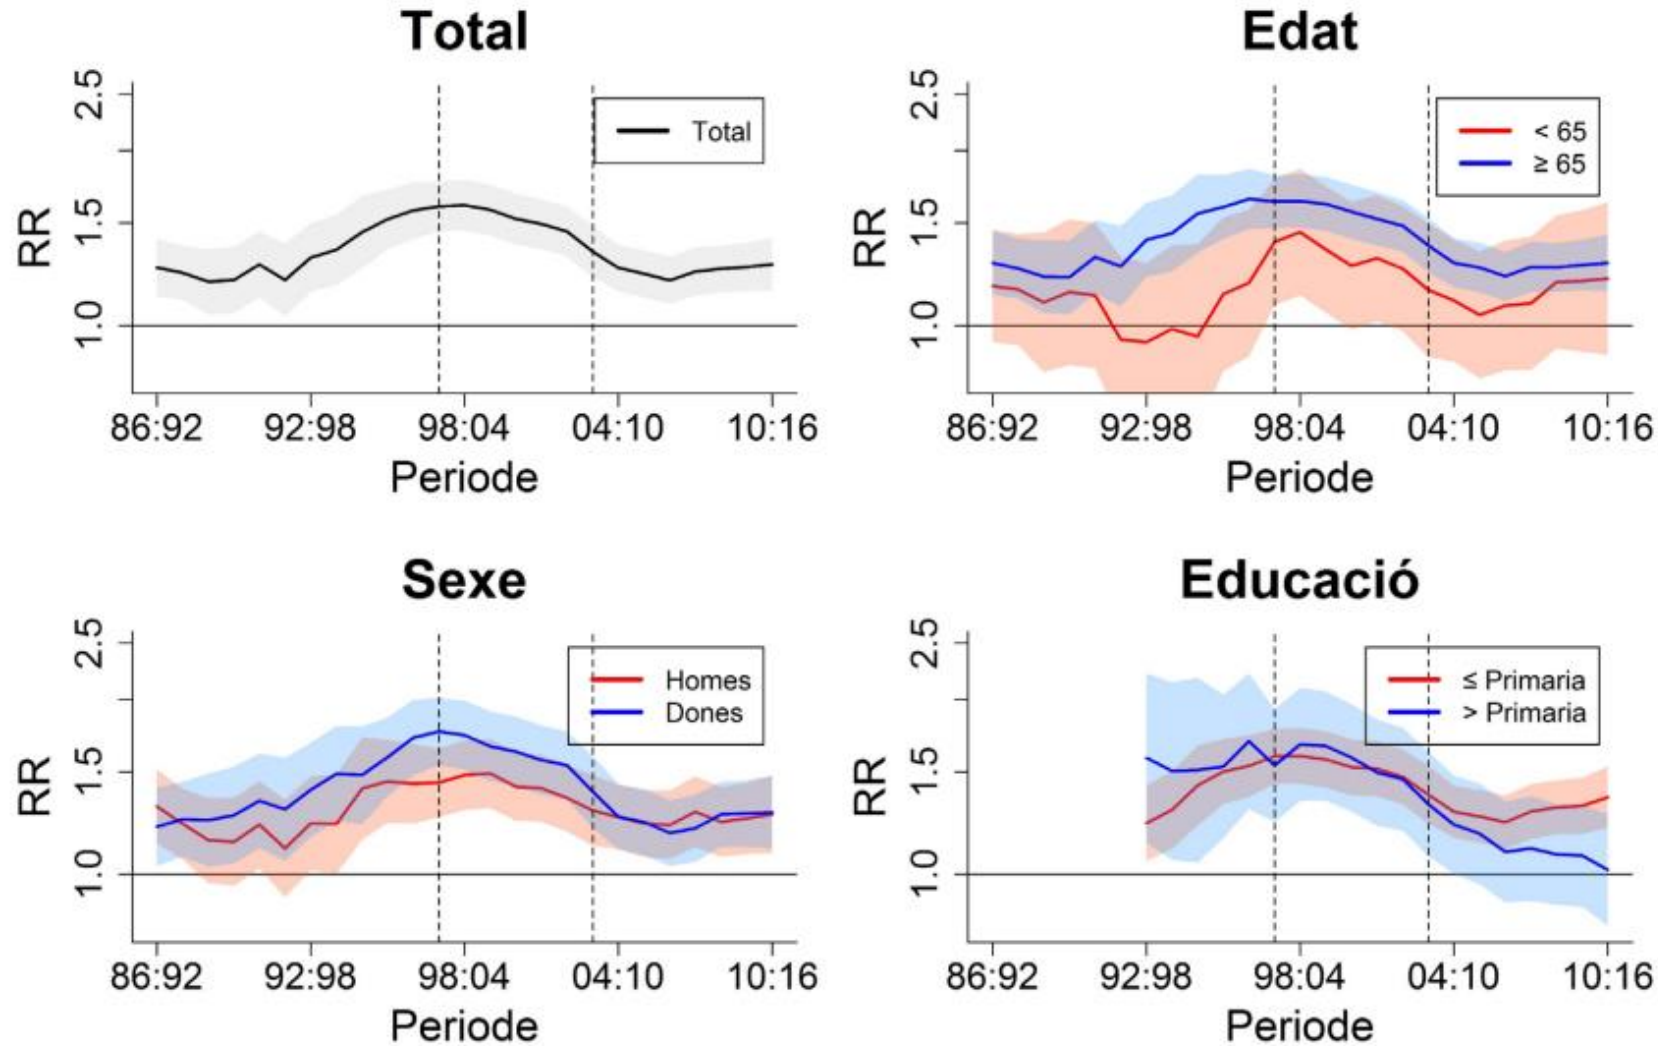 Total
2.5
1.5
1.0
RR
Total
86:92 92:98 98:04 04:10 10:16
Periode
Edat
2.5
1.5
1.0
RR
< 65
≥ 65
86:92 92:98 98:04 04:10 10:16
Periode
Sexe
2.5
1.5
1.0
RR
Homes
Dones
86:92 92:98 98:04 04:10 10:16
Periode
Educació
2.5
1.5
1.0
RR
≤ Primaria
> Primaria
86:92 92:98 98:04 04:10 10:16
Periode